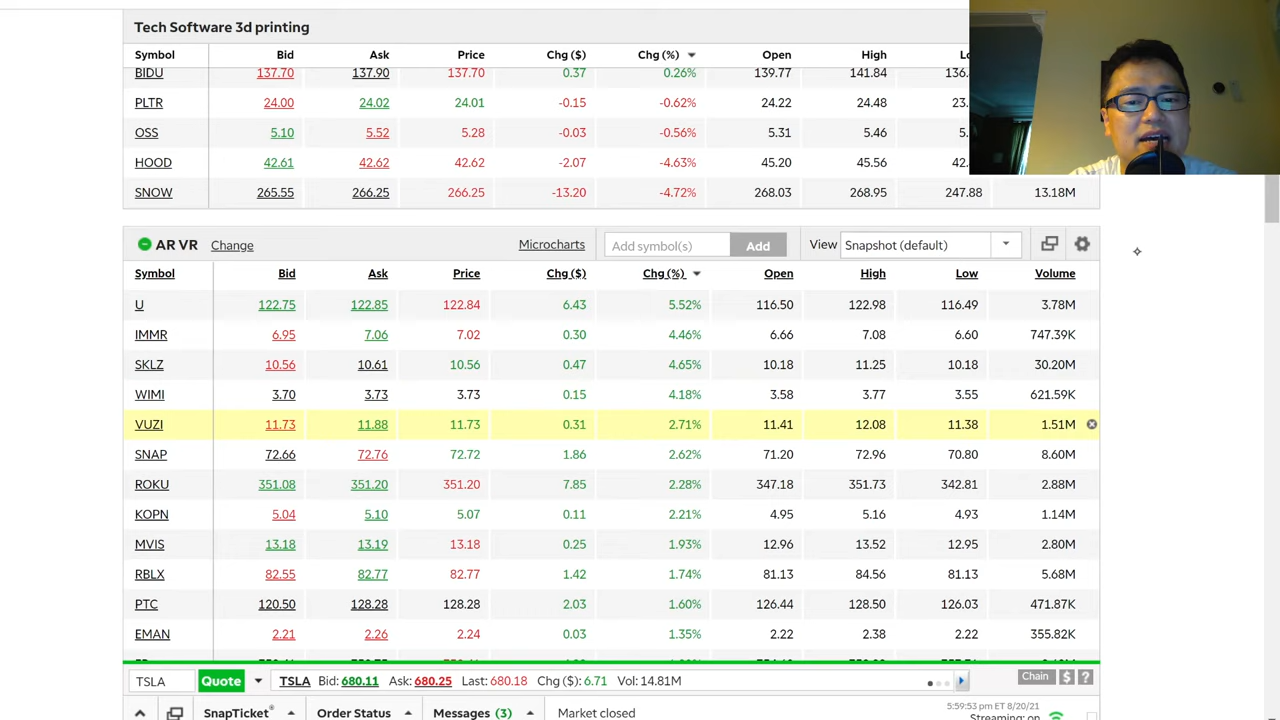 Tech Software 3d printing
Symbol Bid Ask Price Chg ($) Chg (%) Open High
BIDU 137.70 137.90 137.70 0.37 0.26% 139.77 141.84 136.
PLTR 24.00 24.02 24.01 -0.15 -0.62% 24.22 24.48 23.
OSS 5.10 5.52 5.28 -0.03 -0.56% 5.31 5.46 5.
HOOD 42.61 42.62 42.62 -2.07 -4.63% 45.20 45.56 42.
SNOW 265.55 266.25 266.25 -13.20 -4.72% 268.03 268.95 247.88 13.18M
AR VR Change Microcharts Add symbol(s) Add View Snapshot (default)
Symbol Bid Ask Price Chg ($) Chg (%) Open High Low Volume
U 122.75 122.85 122.84 6.43 5.52% 116.50 122.98 116.49 3.78M
IMMR 6.95 7.06 7.02 0.30 4.46% 6.66 7.08 6.60 747.39K
SKLZ 10.56 10.61 10.56 0.47 4.65% 10.18 11.25 10.18 30.20M
WIMI 3.70 3.73 3.73 0.15 4.18% 3.58 3.77 3.55 621.59K
VUZI 11.73 11.88 11.73 0.31 2.71% 11.41 12.08 11.38 1.51M
SNAP 72.66 72.76 72.72 1.86 2.62% 71.20 72.96 70.80 8.60M
ROKU 351.08 351.20 351.20 7.85 2.28% 347.18 351.73 342.81 2.88M
KOPN 5.04 5.10 5.07 0.11 2.21% 4.95 5.16 4.93 1.14M
MVIS 13.18 13.19 13.18 0.25 1.93% 12.96 13.52 12.95 2.80M
RBLX 82.55 82.77 82.77 1.42 1.74% 81.13 84.56 81.13 5.68M
PTC 120.50 128.28 128.28 2.03 1.60% 126.44 128.50 126.03 471.87K
EMAN 2.21 2.26 2.24 0.03 1.35% 2.22 2.38 2.22 355.82K
TSLA Quote TSLA Bid: 680.11 Ask: 680.25 Last: 680.18 Chg ($): 6.71 Vol: 14.81M Chain $ ?
5:59:53 pm ET 8/20/21
SnapTicket® Order Status Messages (3) Market closed
Streaming: on